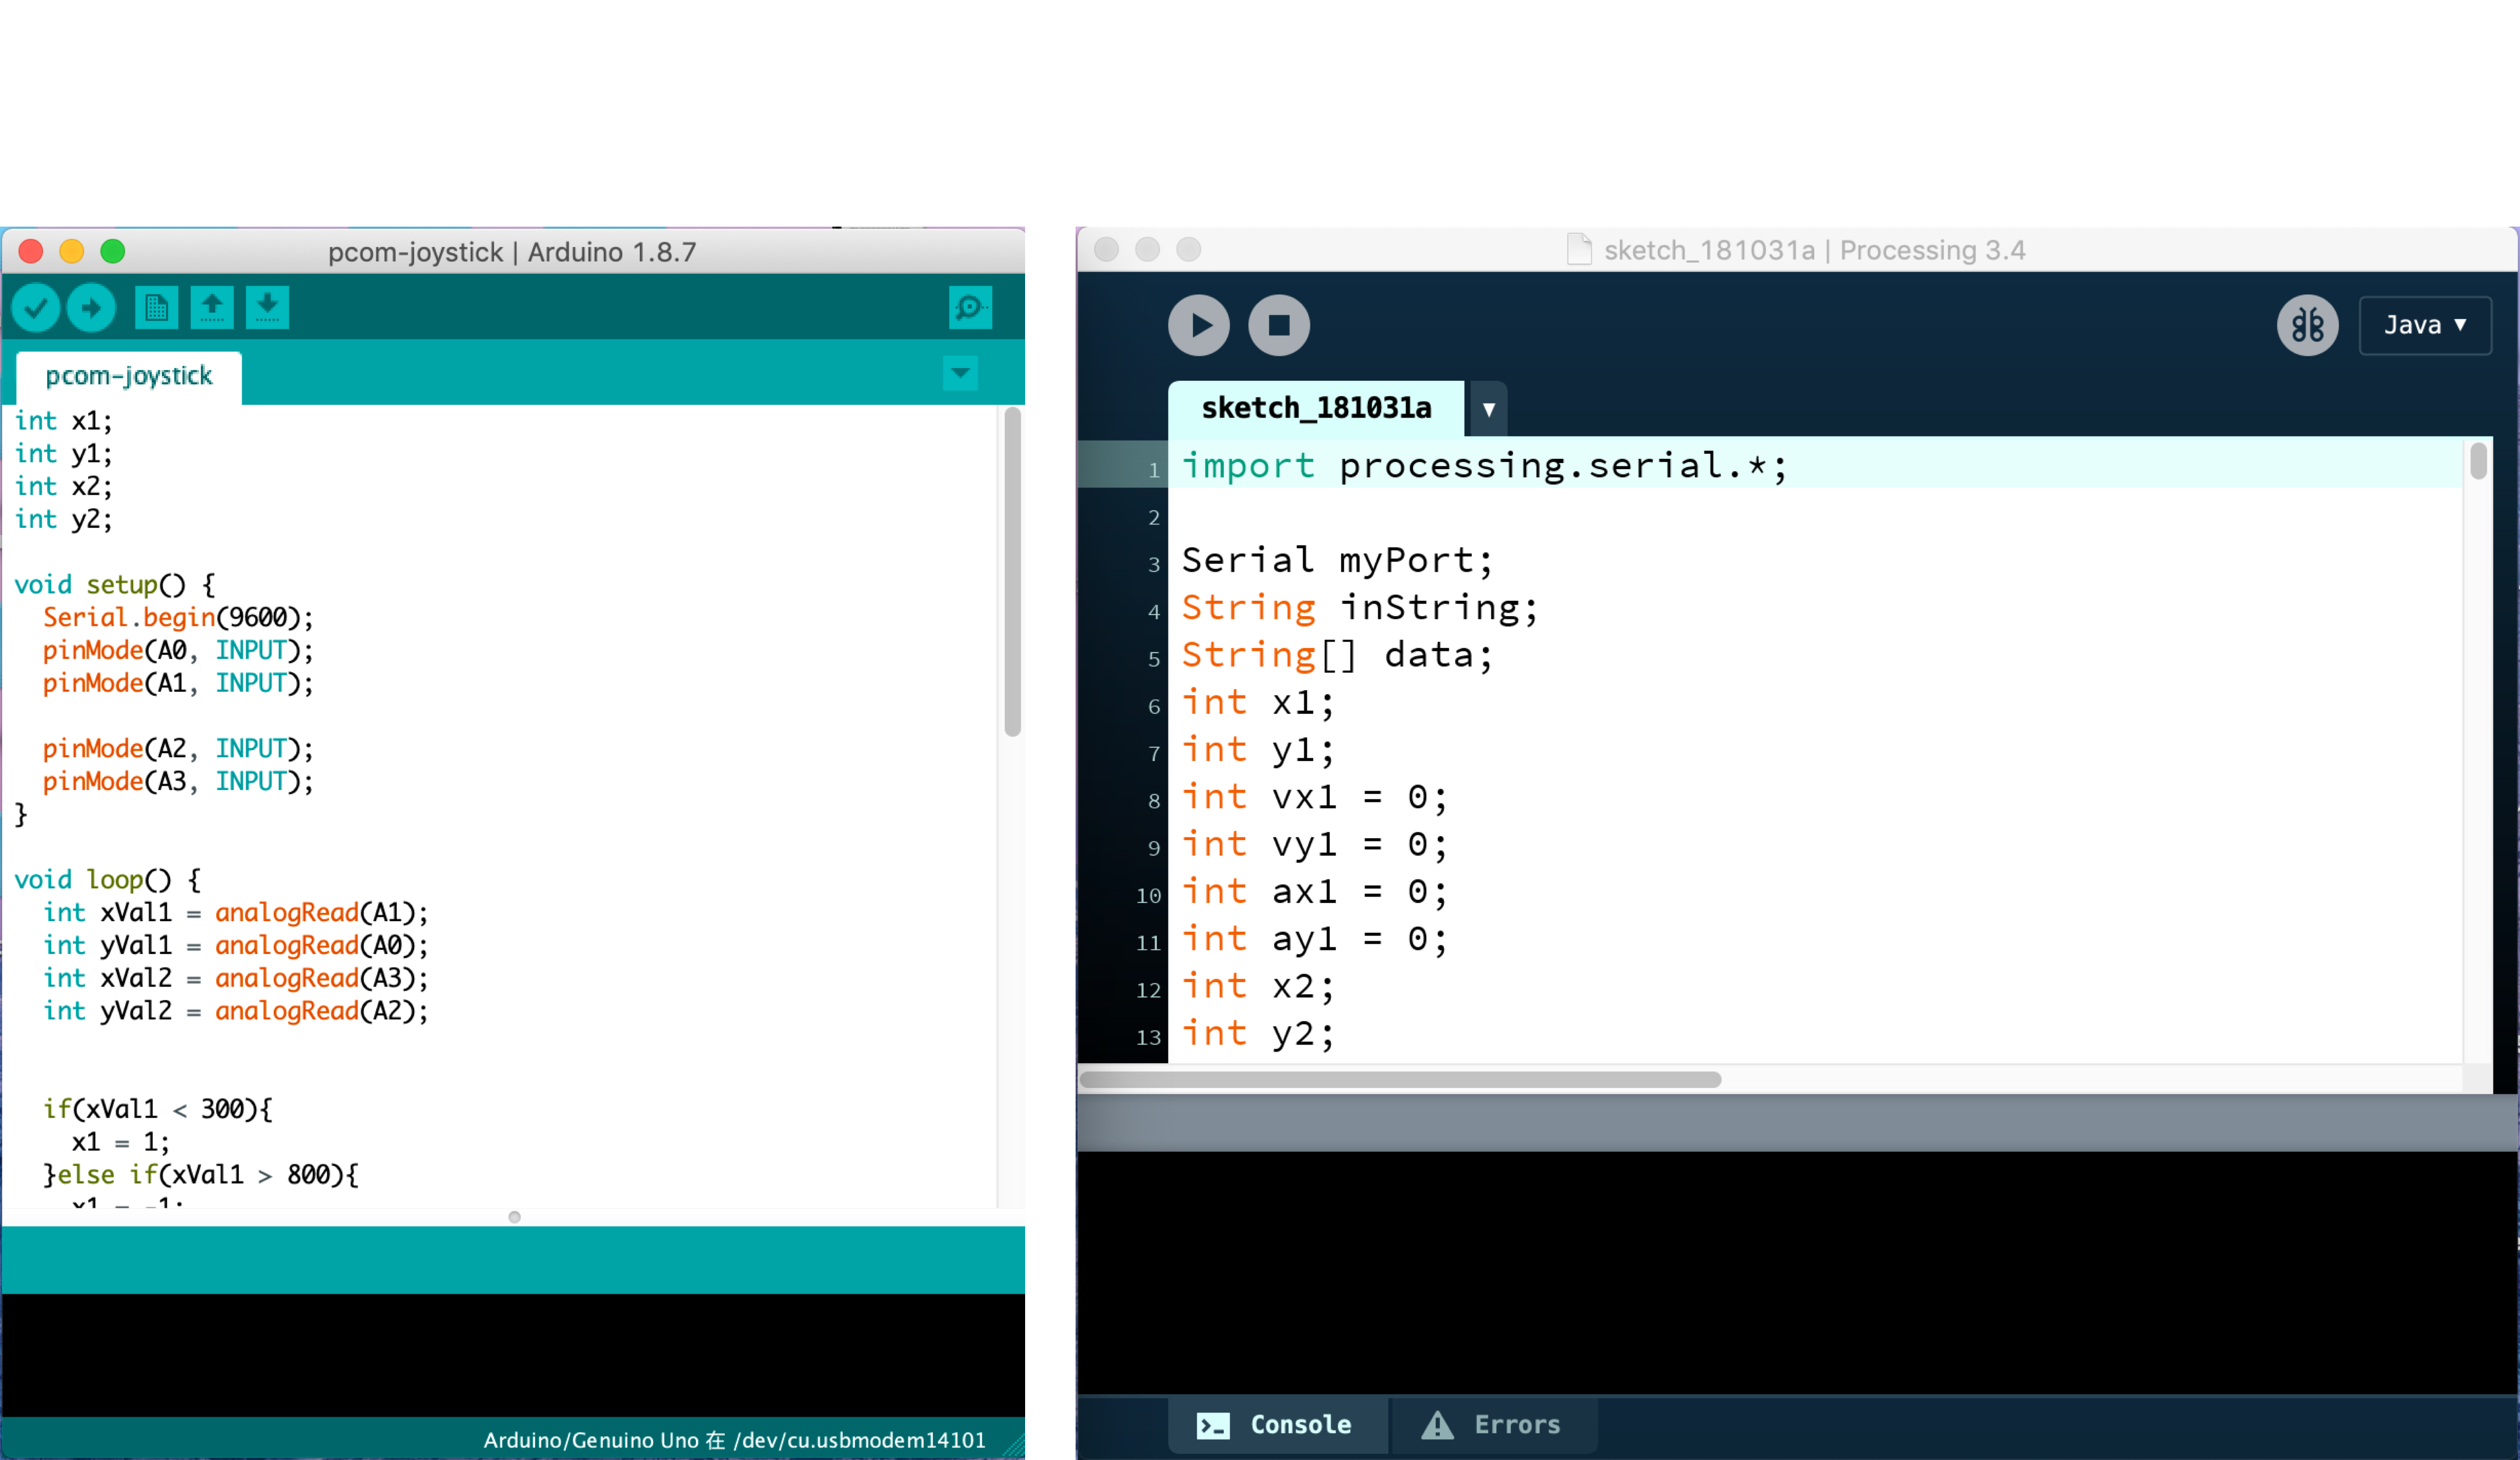 pcom-joystick | Arduino 1.8.7
pcom-joystick
int x1;
int y1;
int x2;
int y2;
void setup() {
  Serial.begin(9600);
  pinMode(A0, INPUT);
  pinMode(A1, INPUT);
  pinMode(A2, INPUT);
  pinMode(A3, INPUT);
}
void loop() {
  int xVal1 = analogRead(A1);
  int yVal1 = analogRead(A0);
  int xVal2 = analogRead(A3);
  int yVal2 = analogRead(A2);
  if(xVal1 < 300){
    x1 = 1;
  }else if(xVal1 > 800){
    x1 = -1;
Arduino/Genuino Uno 在 /dev/cu.usbmodem14101
sketch_181031a | Processing 3.4
Java
sketch_181031a
1 import processing.serial.*;
2
3 Serial myPort;
4 String inString;
5 String[] data;
6 int x1;
7 int y1;
8 int vx1 = 0;
9 int vy1 = 0;
10 int ax1 = 0;
11 int ay1 = 0;
12 int x2;
13 int y2;
Console
Errors